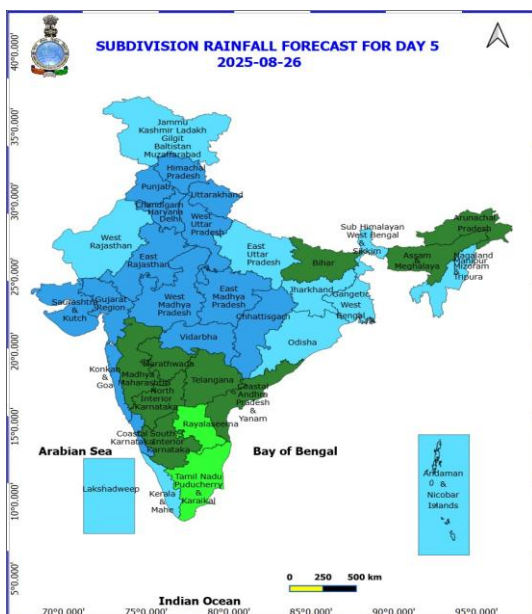 SUBDIVISION RAINFALL FORECAST FOR DAY 5
2025-08-26
40°0.000'
35°0.000'
30°0.000'
25°0.000'
20°0.000'
15°0.000'
10°0.000'
5°0.000'
Jammu
Kashmir Ladakh
Gilgit
Baltistan
Muzaffarabad
Himachal
Pradesh
Punjab
Uttarakhand
Chandigarh
Haryana
Delhi
West
Uttar
Pradesh
West
Rajasthan
East
Rajasthan
East
Uttar
Pradesh
Bihar
Sub Himalayan
West Bengal
&
Sikkim
Arunachal
Pradesh
Assam
&
Meghalaya
Nagaland
Manipur
Mizoram
Tripura
Saurashtra
&
Kutch
Gujarat
Region
West
Madhya
Pradesh
East
Madhya
Pradesh
Jharkhand
Gangetic
West
Bengal
Chhattisgarh
Odisha
Vidarbha
Konkan
&
Goa
Madhya
Maharashtra
Marathwada
Telangana
North
Interior
Karnataka
Coastal
Andhra
Pradesh
&
Yanam
Rayalaseema
Coastal
Karnataka
South
Interior
Karnataka
Arabian Sea
Bay of Bengal
Lakshadweep
Kerala
&
Mahe
Tamil Nadu
Puducherry
&
Karaikal
Andaman
&
Nicobar
Islands
0 250 500 km
Indian Ocean
70°0.000' 75°0.000' 80°0.000' 85°0.000' 90°0.000' 95°0.000'